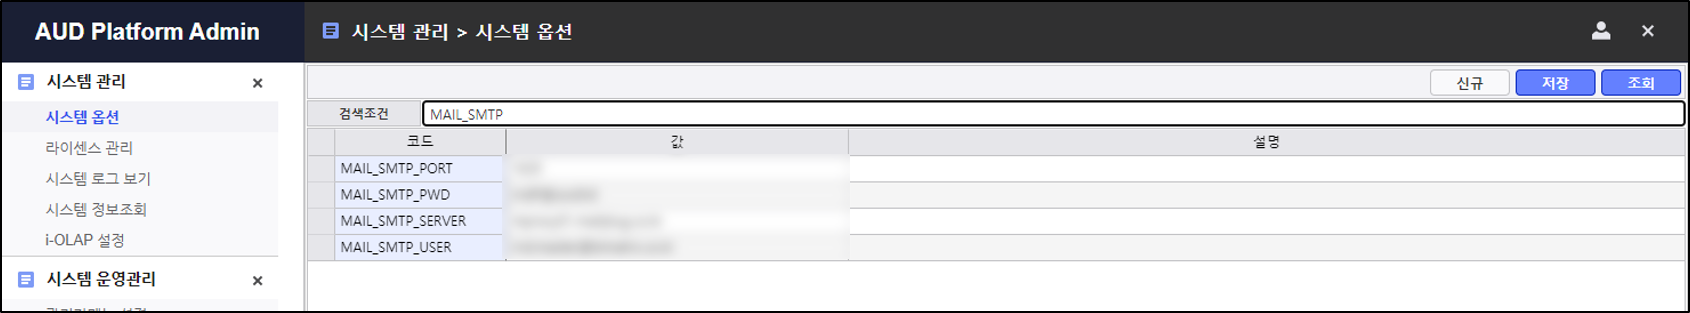 AUD Platform Admin
시스템 관리 > 시스템 옵션
시스템 관리
시스템 옵션
라이센스 관리
시스템 로그 보기
시스템 정보조회
i-OLAP 설정
시스템 운영관리
신규 저장 조회
검색조건 MAIL_SMTP
코드 값 설명
MAIL_SMTP_PORT
MAIL_SMTP_PWD
MAIL_SMTP_SERVER
MAIL_SMTP_USER